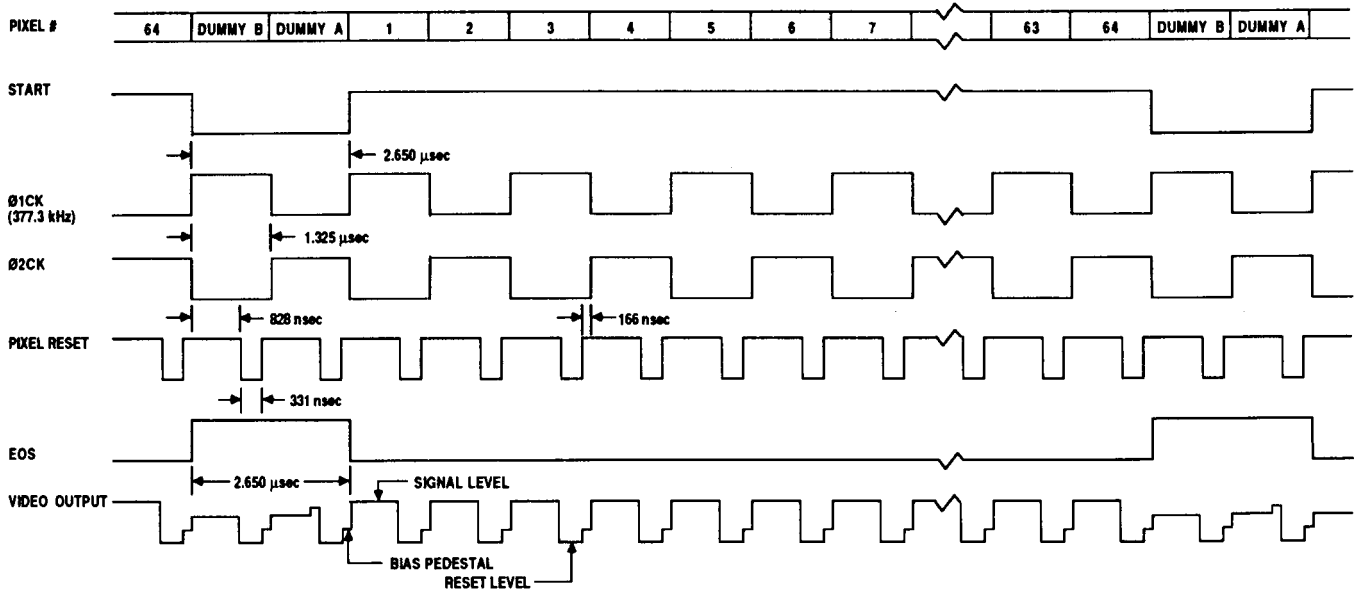 PIXEL # 64 DUMMY B DUMMY A 1 2 3 4 5 6 7 63 64 DUMMY B DUMMY A
START
2.650 µsec
Ø1CK
(377.3 kHz)
1.325 µsec
Ø2CK
828 nsec 166 nsec
PIXEL RESET
331 nsec
EOS
2.650 µsec SIGNAL LEVEL
VIDEO OUTPUT
BIAS PEDESTAL
RESET LEVEL